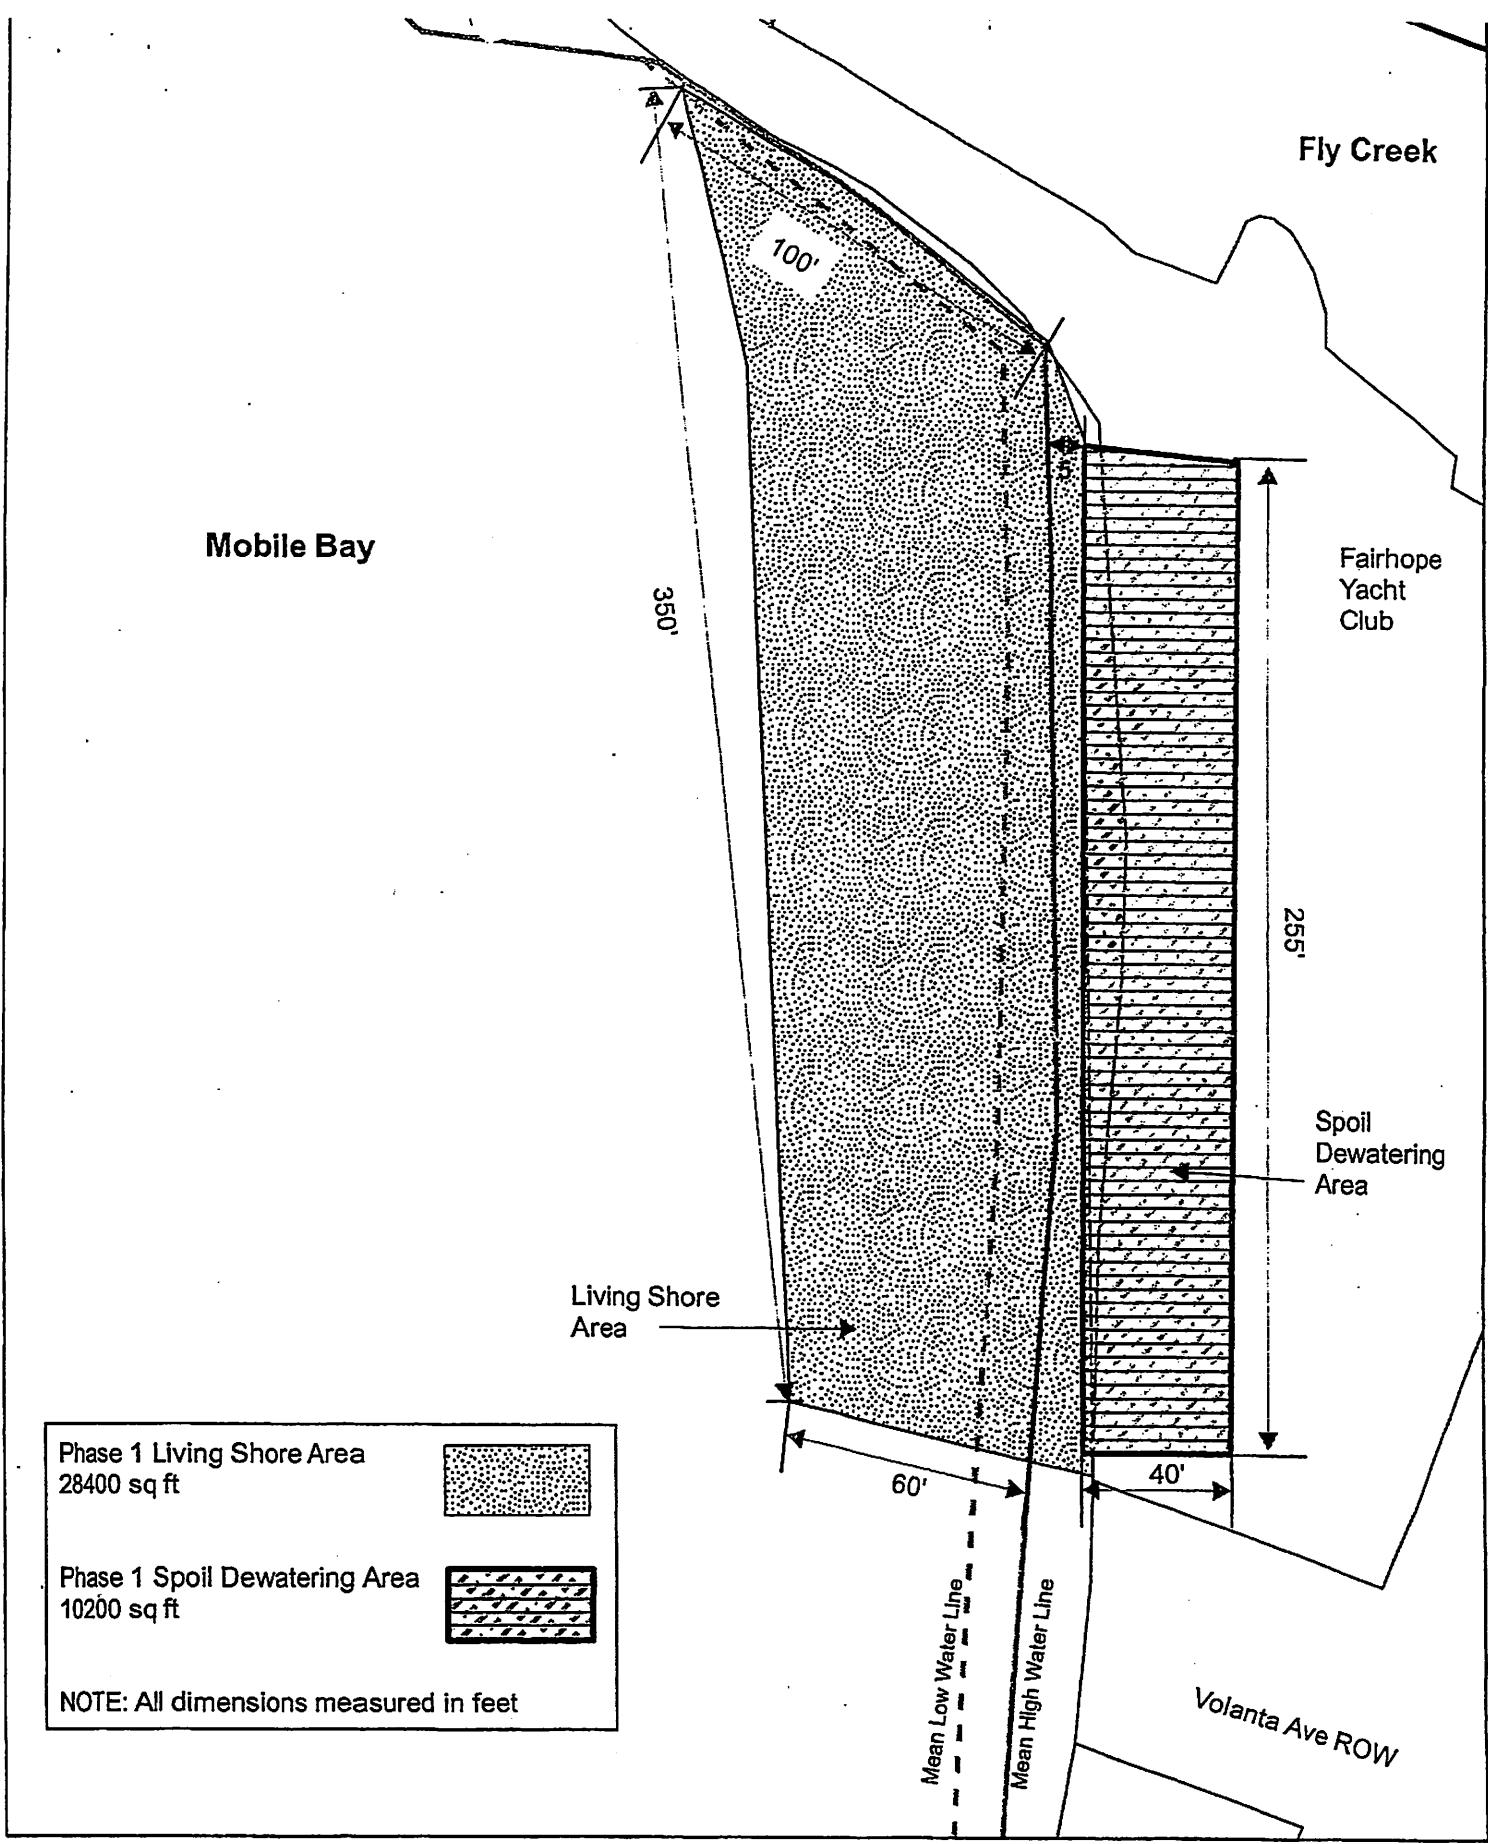 Fly Creek
100'
5
Mobile Bay
Fairhope
Yacht
Club
350'
255'
Spoil
Dewatering
Area
Living Shore
Area
Phase 1 Living Shore Area
28400 sq ft
60'
40'
Phase 1 Spoil Dewatering Area
10200 sq ft
NOTE: All dimensions measured in feet
Mean Low Water Line
Mean High Water Line
Volanta Ave ROW